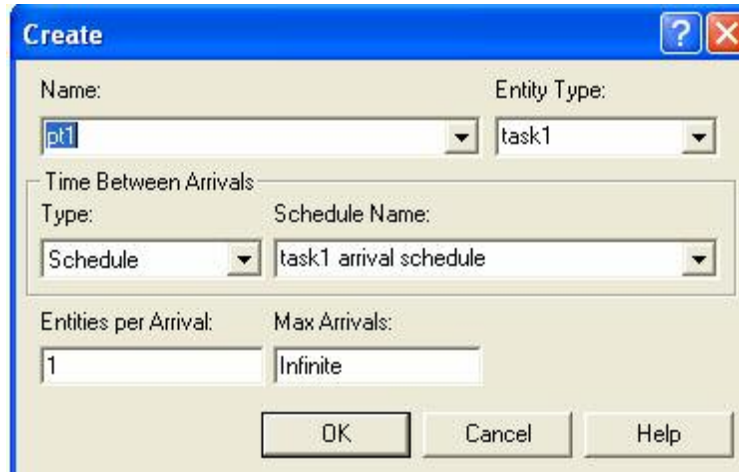 Create
Name: Entity Type:
pt1 task1
Time Between Arrivals
Type: Schedule Name:
Schedule task1 arrival schedule
Entities per Arrival: Max Arrivals:
1 Infinite
OK Cancel Help